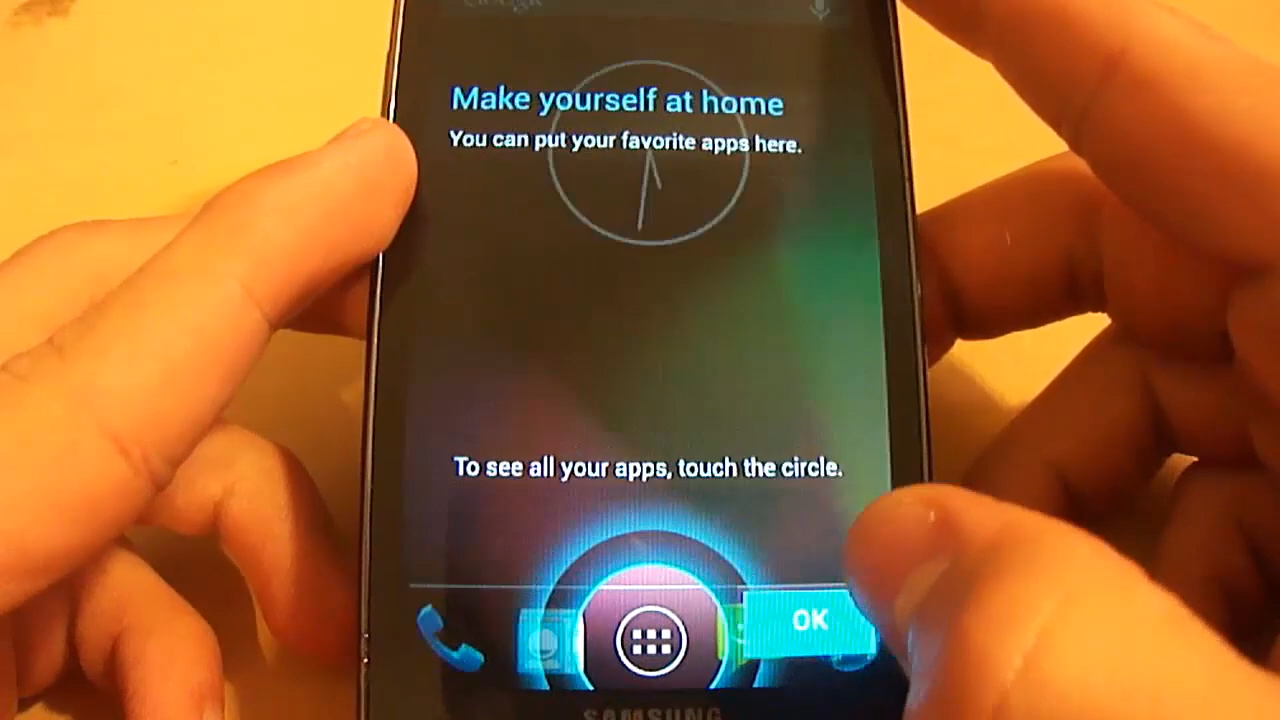 Google
Make yourself at home
You can put your favorite apps here.
To see all your apps, touch the circle.
OK
SAMSUNG